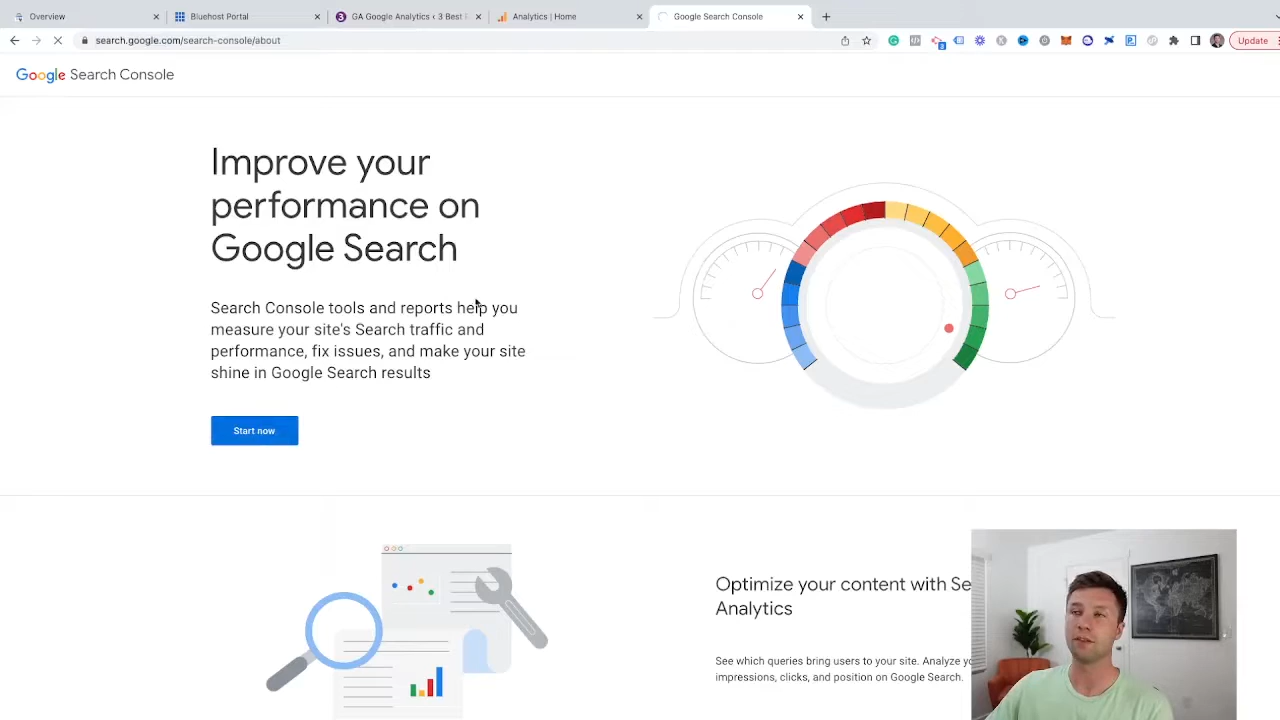 Overview
Bluehost Portal
GA Google Analytics ‹ 3 Best R
Analytics | Home
Google Search Console
search.google.com/search-console/about
Update
Google Search Console
Improve your
performance on
Google Search
Search Console tools and reports help you
measure your site's Search traffic and
performance, fix issues, and make your site
shine in Google Search results
Start now
Optimize your content with Se
Analytics
See which queries bring users to your site. Analyze yo
impressions, clicks, and position on Google Search.